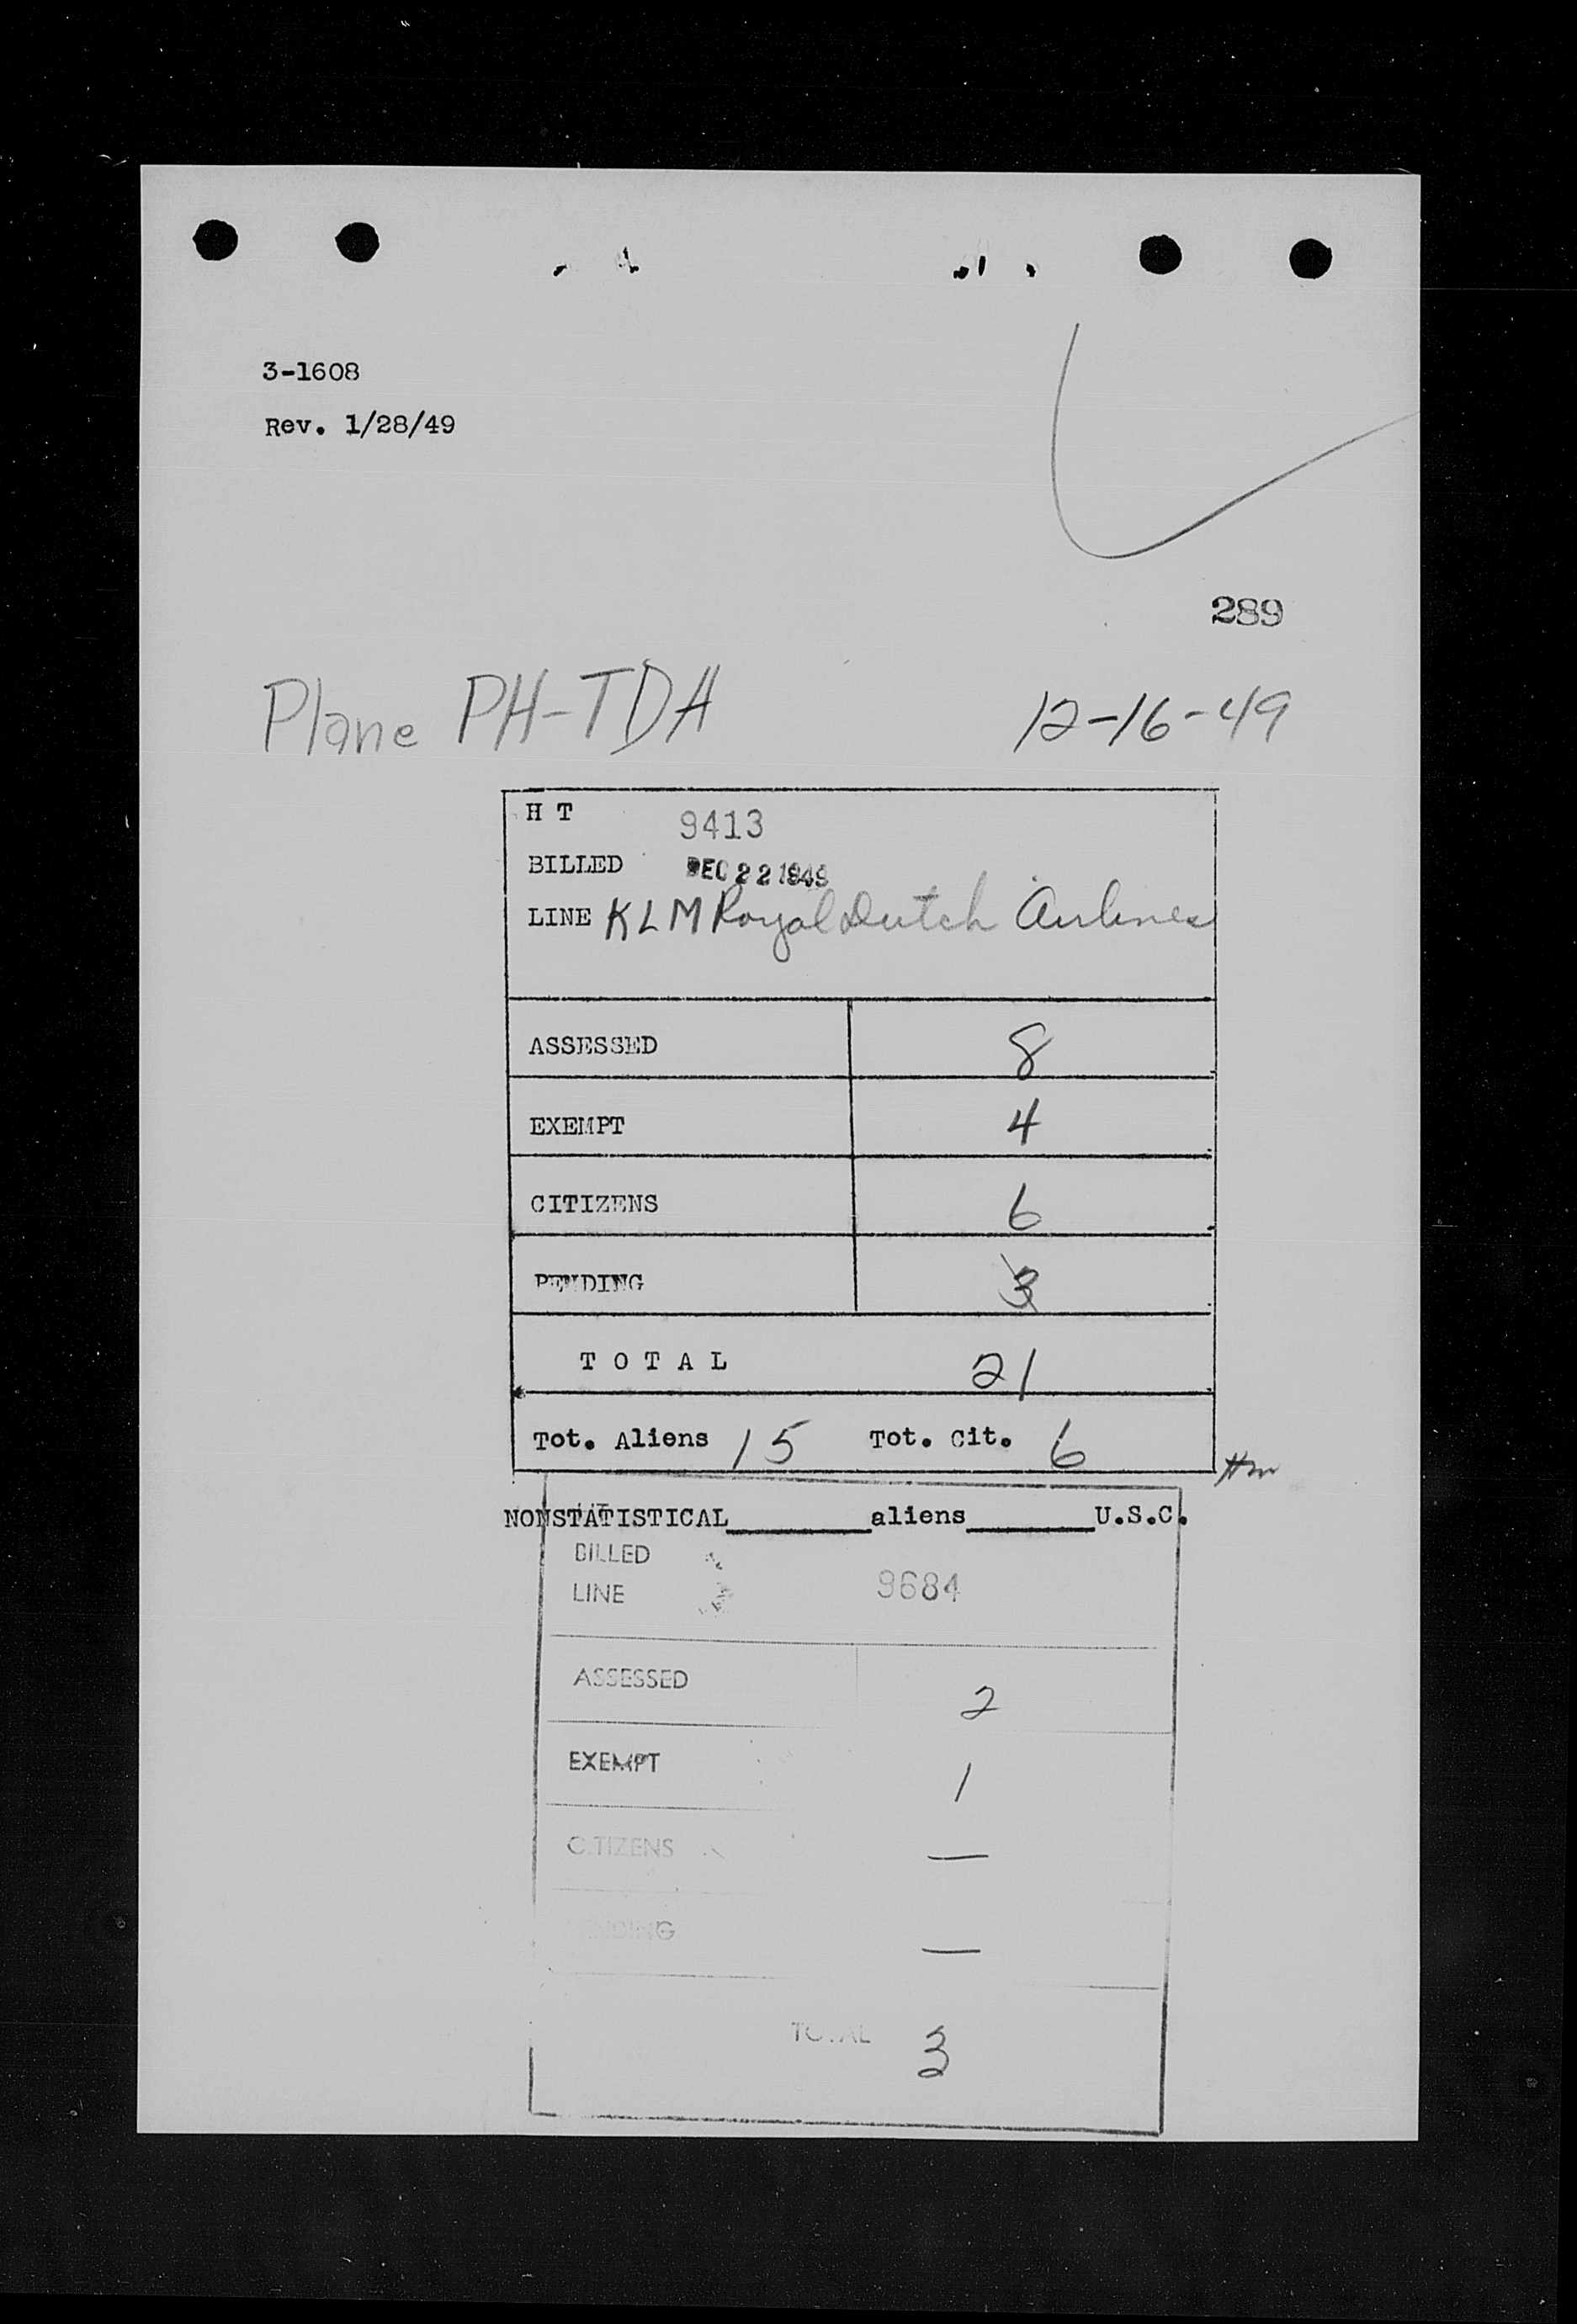 3-1608
Rev. 1/28/49
289
Plane PH-TDA 12-16-49
H T 9413
BILLED DEC 22 1949
LINE KLM Royal Dutch Airlines
ASSESSED 8
EXEMPT 4
CITIZENS 6
PENDING 3
T O T A L 21
Tot. Aliens 15 Tot. Cit. 6
NONSTATISTICAL aliens U.S.C.
BILLED
LINE 9684
ASSESSED 2
EXEMPT 1
CITIZENS —
PENDING —
TOTAL 3